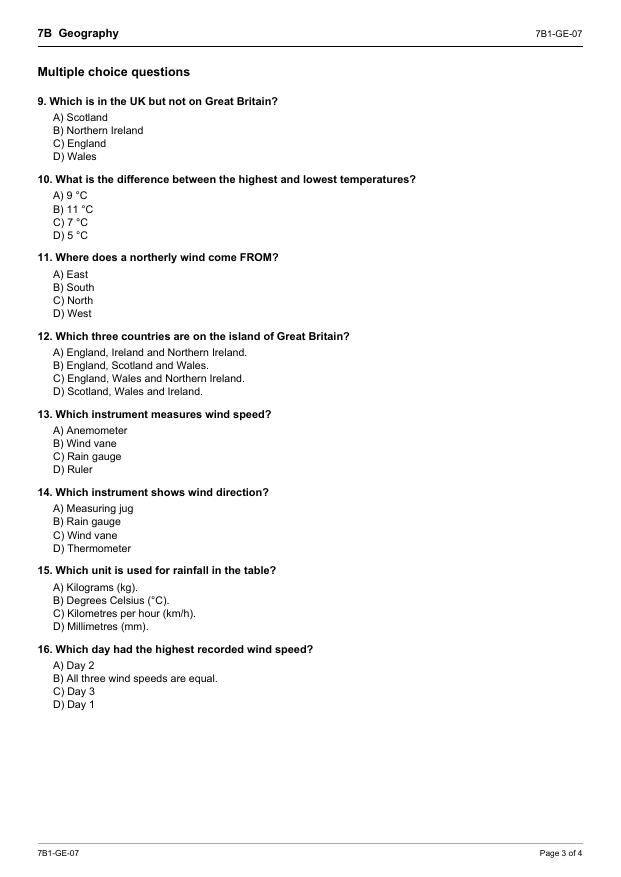 7B Geography
7B1-GE-07
Multiple choice questions
9. Which is in the UK but not on Great Britain?
A) Scotland
B) Northern Ireland
C) England
D) Wales
10. What is the difference between the highest and lowest temperatures?
A) 9 °C
B) 11 °C
C) 7 °C
D) 5 °C
11. Where does a northerly wind come FROM?
A) East
B) South
C) North
D) West
12. Which three countries are on the island of Great Britain?
A) England, Ireland and Northern Ireland.
B) England, Scotland and Wales.
C) England, Wales and Northern Ireland.
D) Scotland, Wales and Ireland.
13. Which instrument measures wind speed?
A) Anemometer
B) Wind vane
C) Rain gauge
D) Ruler
14. Which instrument shows wind direction?
A) Measuring jug
B) Rain gauge
C) Wind vane
D) Thermometer
15. Which unit is used for rainfall in the table?
A) Kilograms (kg).
B) Degrees Celsius (°C).
C) Kilometres per hour (km/h).
D) Millimetres (mm).
16. Which day had the highest recorded wind speed?
A) Day 2
B) All three wind speeds are equal.
C) Day 3
D) Day 1
7B1-GE-07
Page 3 of 4